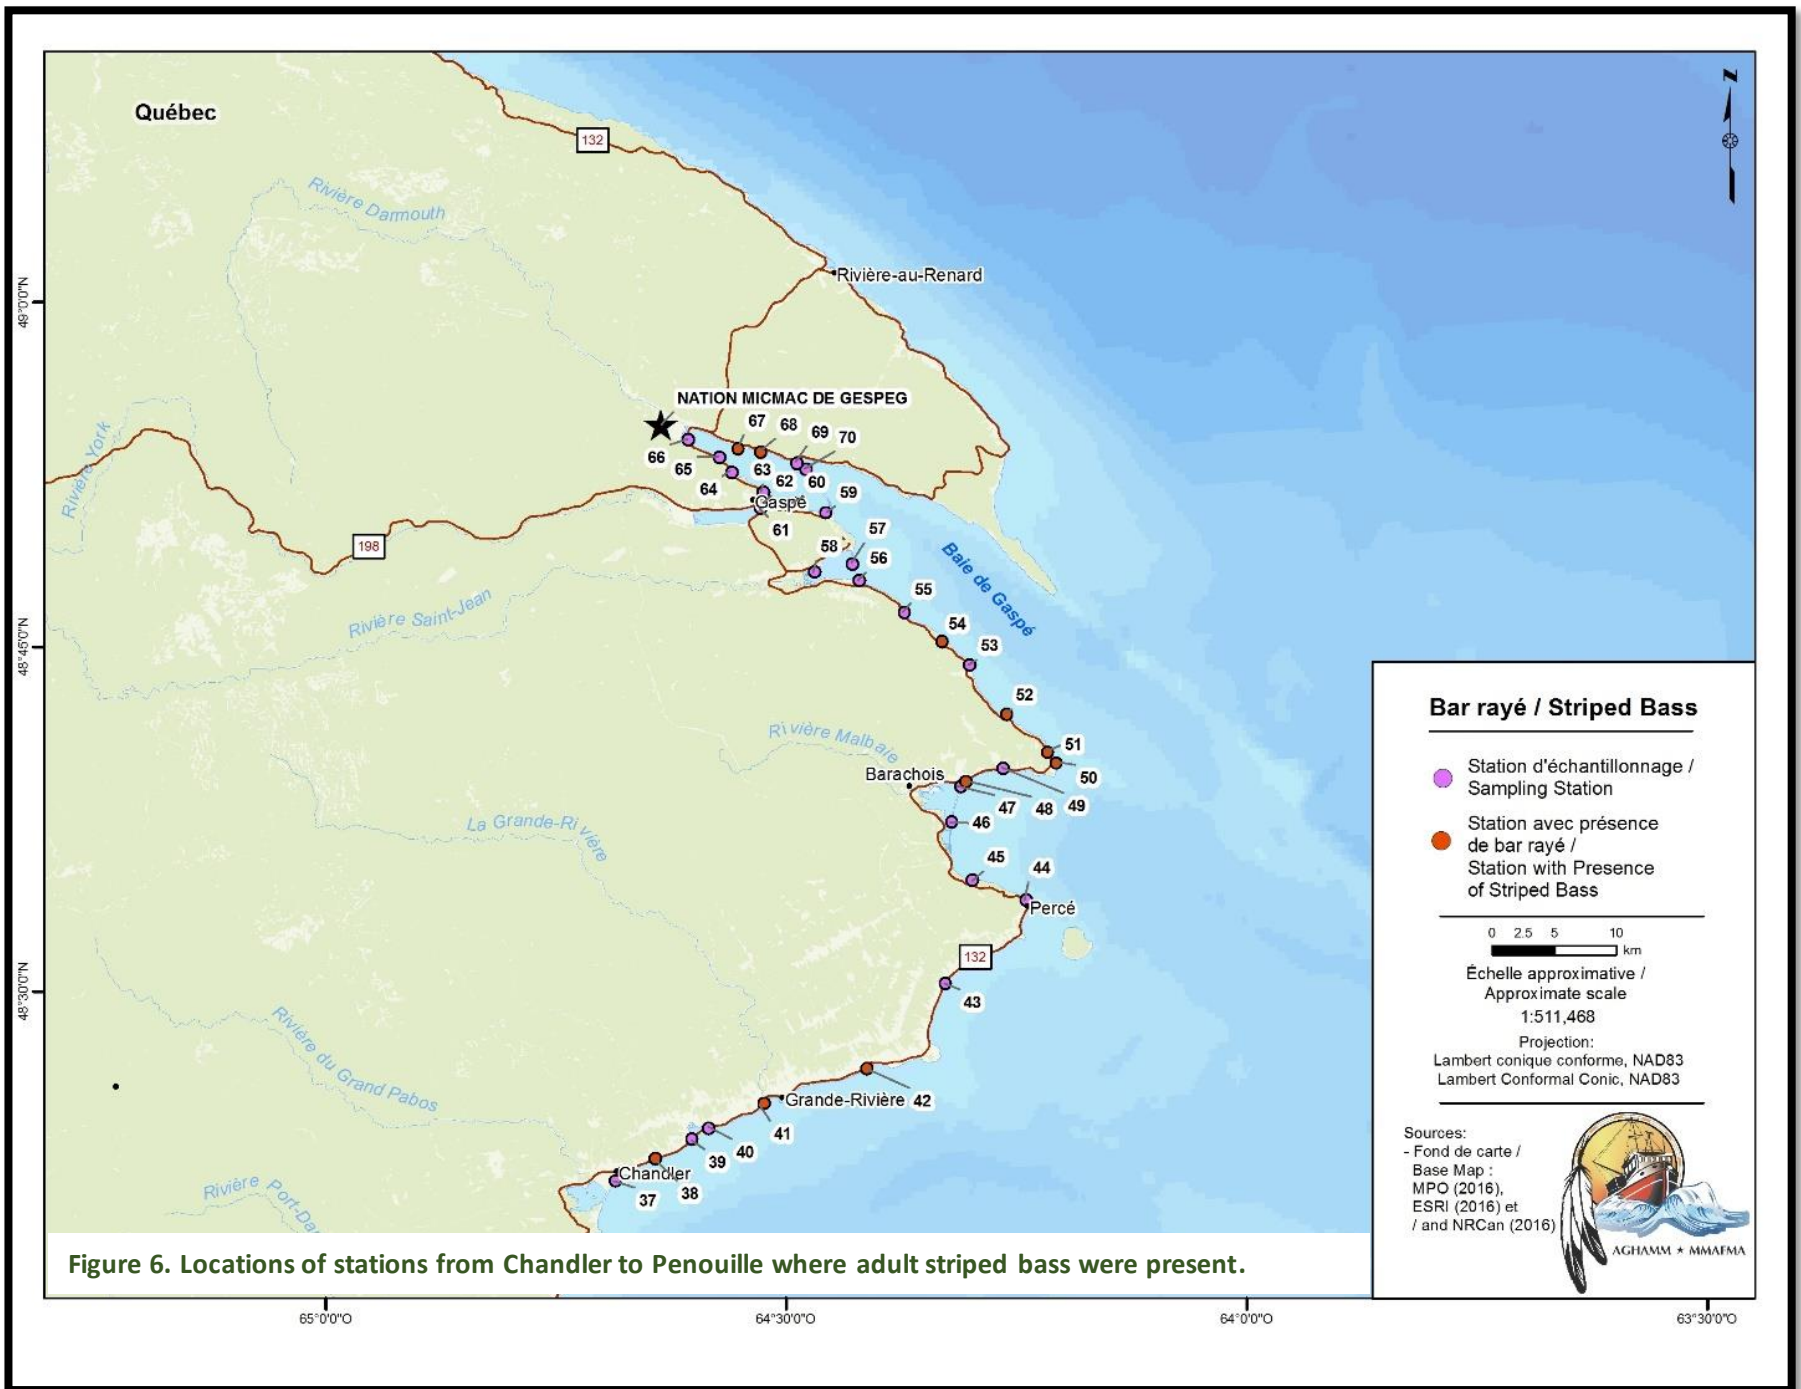 Québec
132
Z
Rivière Darmouth
Rivière-au-Renard
49°0'0"N
NATION MICMAC DE GESPEG
67
68
69
70
66
65
63
64
62
60
59
Gaspé
Rivière York
61
198
57
58
56
Baie de Gaspé
55
Rivière Saint-Jean
54
53
48°45'0"N
52
Rivière Malbaie
51
Barachois
50
47
48
49
46
La Grande-Rivière
45
44
Percé
132
48°30'0"N
43
Rivière du Grand Pabos
Grande-Rivière
42
41
40
39
Chandler
38
37
Rivière Port-Da
Figure 6. Locations of stations from Chandler to Penouille where adult striped bass were present.
65°0'0"O
64°30'0"O
64°0'0"O
63°30'0"O
Bar rayé / Striped Bass
Station d'échantillonnage /
Sampling Station
Station avec présence
de bar rayé /
Station with Presence
of Striped Bass
0 2.5 5 10
km
Échelle approximative /
Approximate scale
1:511,468
Projection:
Lambert conique conforme, NAD83
Lambert Conformal Conic, NAD83
Sources:
- Fond de carte /
Base Map :
MPO (2016),
ESRI (2016) et
/ and NRCan (2016)
AGHAMM ★ MMAFMA